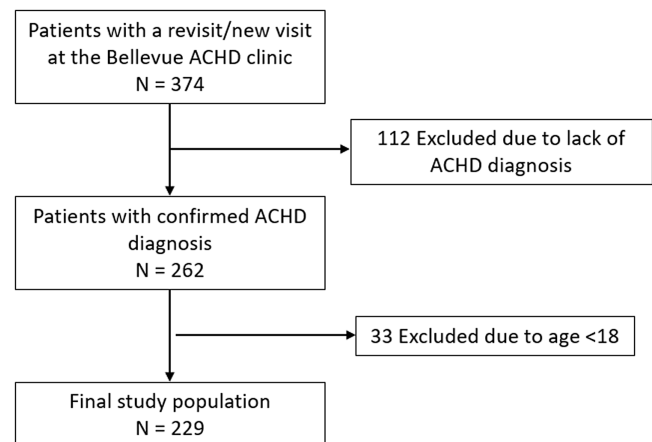 Patients with a revisit/new visit
at the Bellevue ACHD clinic
N = 374
112 Excluded due to lack of
ACHD diagnosis
Patients with confirmed ACHD
diagnosis
N = 262
33 Excluded due to age <18
Final study population
N = 229